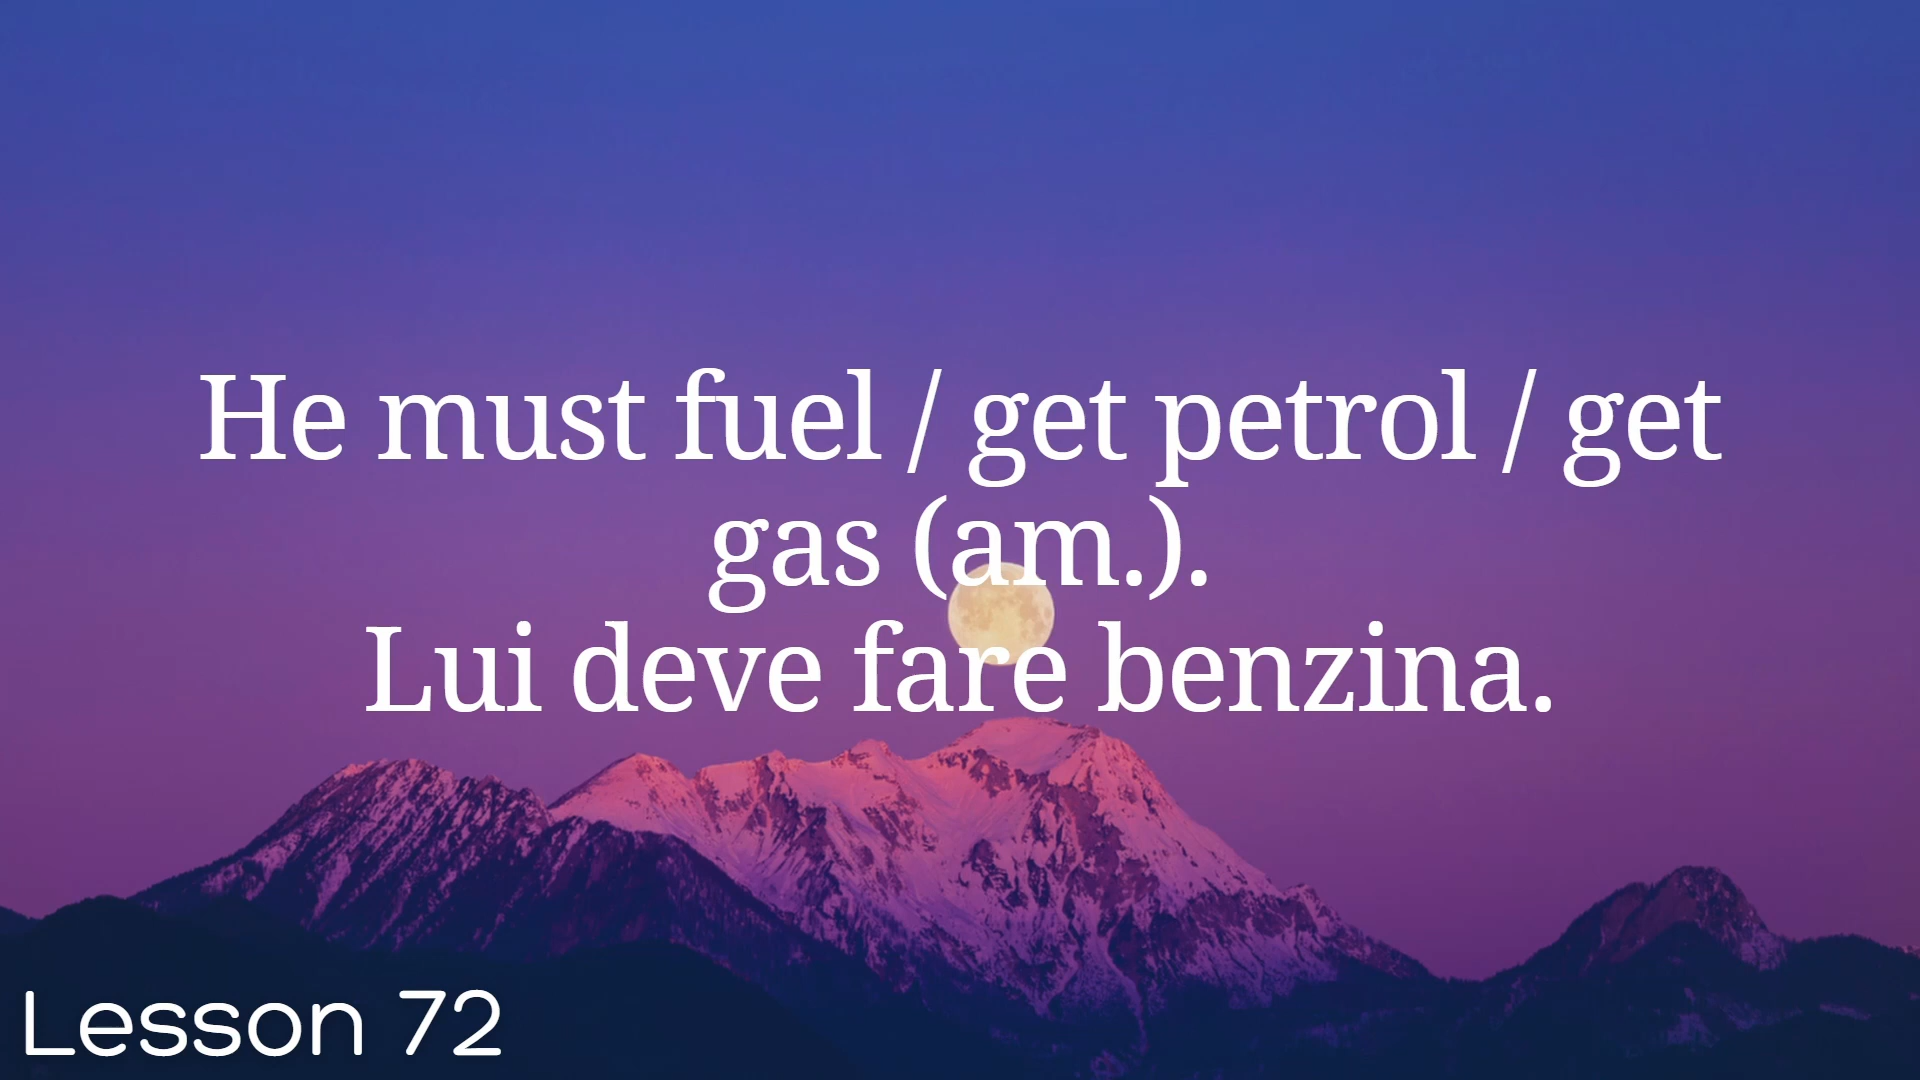 He must fuel / get petrol / get
gas (am.).
Lui deve fare benzina.
Lesson 72